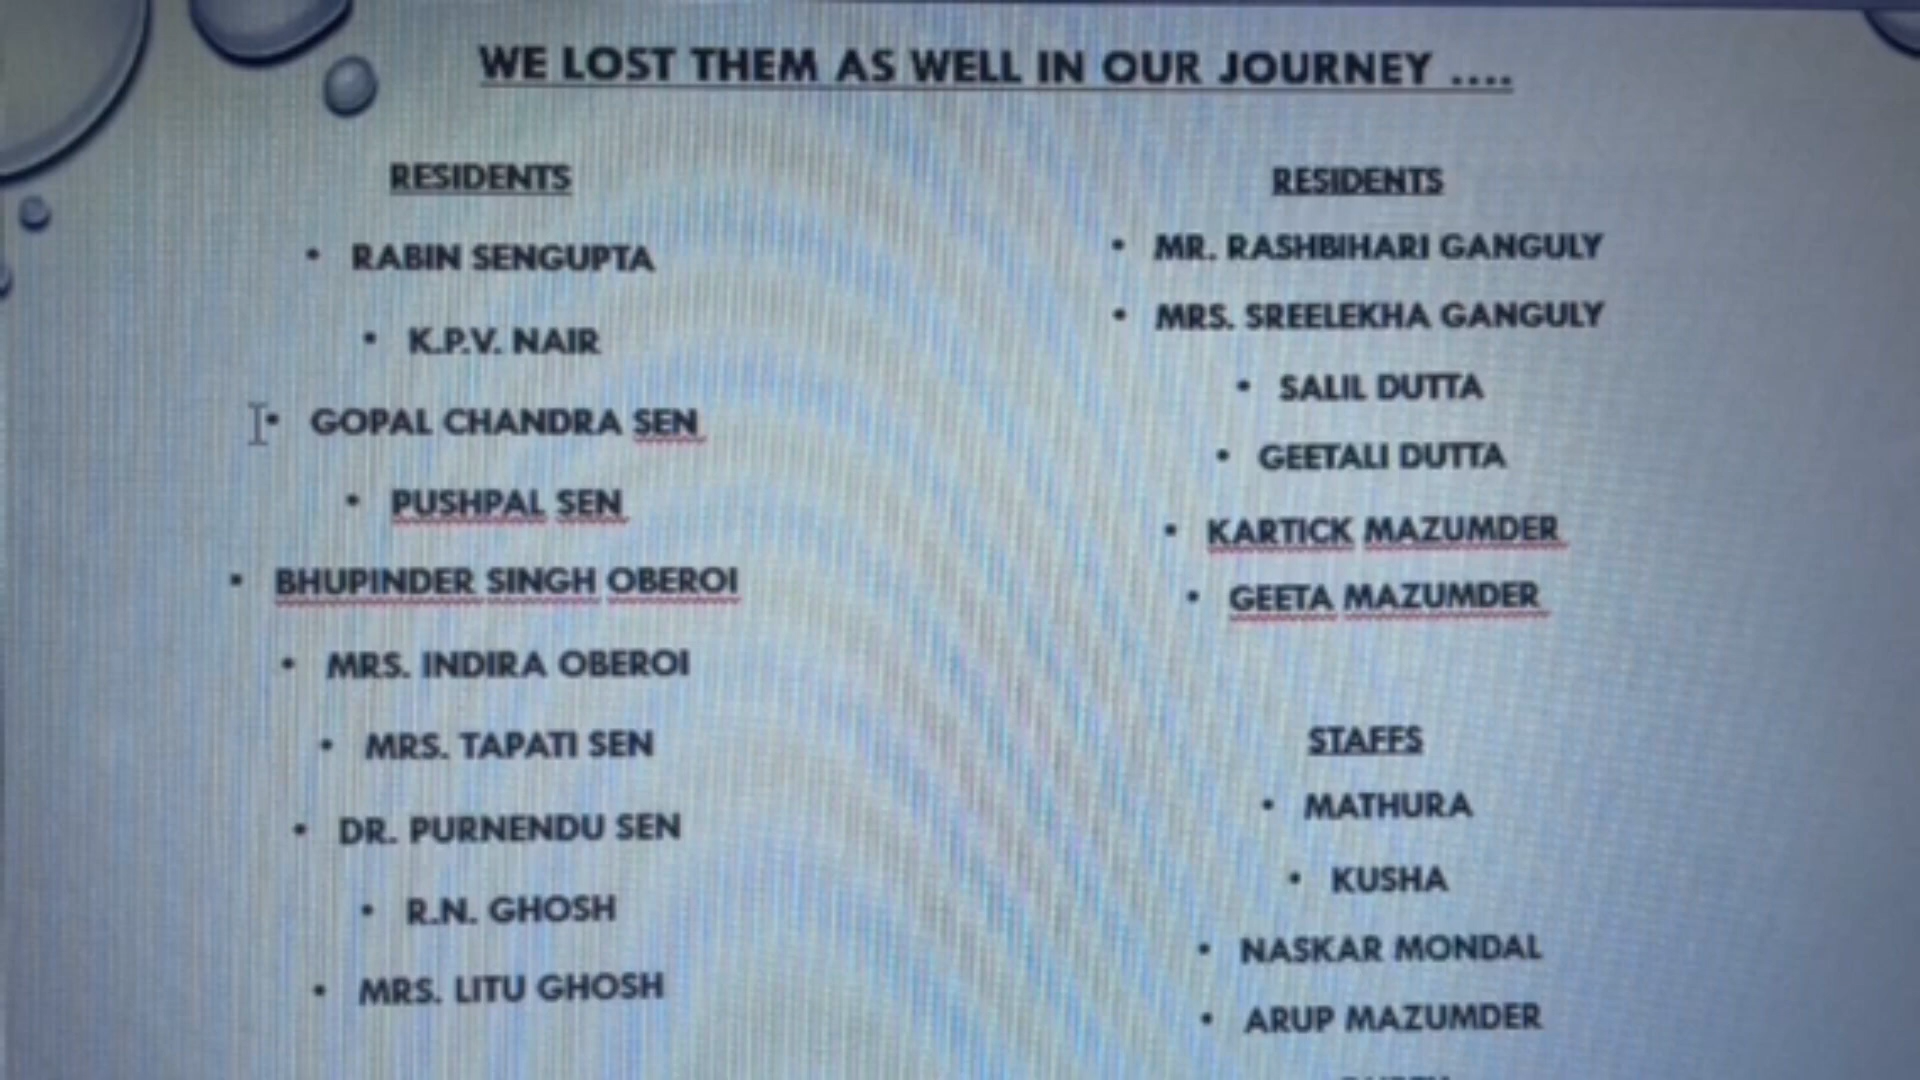 WE LOST THEM AS WELL IN OUR JOURNEY ....
RESIDENTS
• RABIN SENGUPTA
• K.P.V. NAIR
• GOPAL CHANDRA SEN
• PUSHPAL SEN
• BHUPINDER SINGH OBEROI
• MRS. INDIRA OBEROI
• MRS. TAPATI SEN
• DR. PURNENDU SEN
• R.N. GHOSH
• MRS. LITU GHOSH
RESIDENTS
• MR. RASHBIHARI GANGULY
• MRS. SREELEKHA GANGULY
• SALIL DUTTA
• GEETALI DUTTA
• KARTICK MAZUMDER
• GEETA MAZUMDER
STAFFS
• MATHURA
• KUSHA
• NASKAR MONDAL
• ARUP MAZUMDER